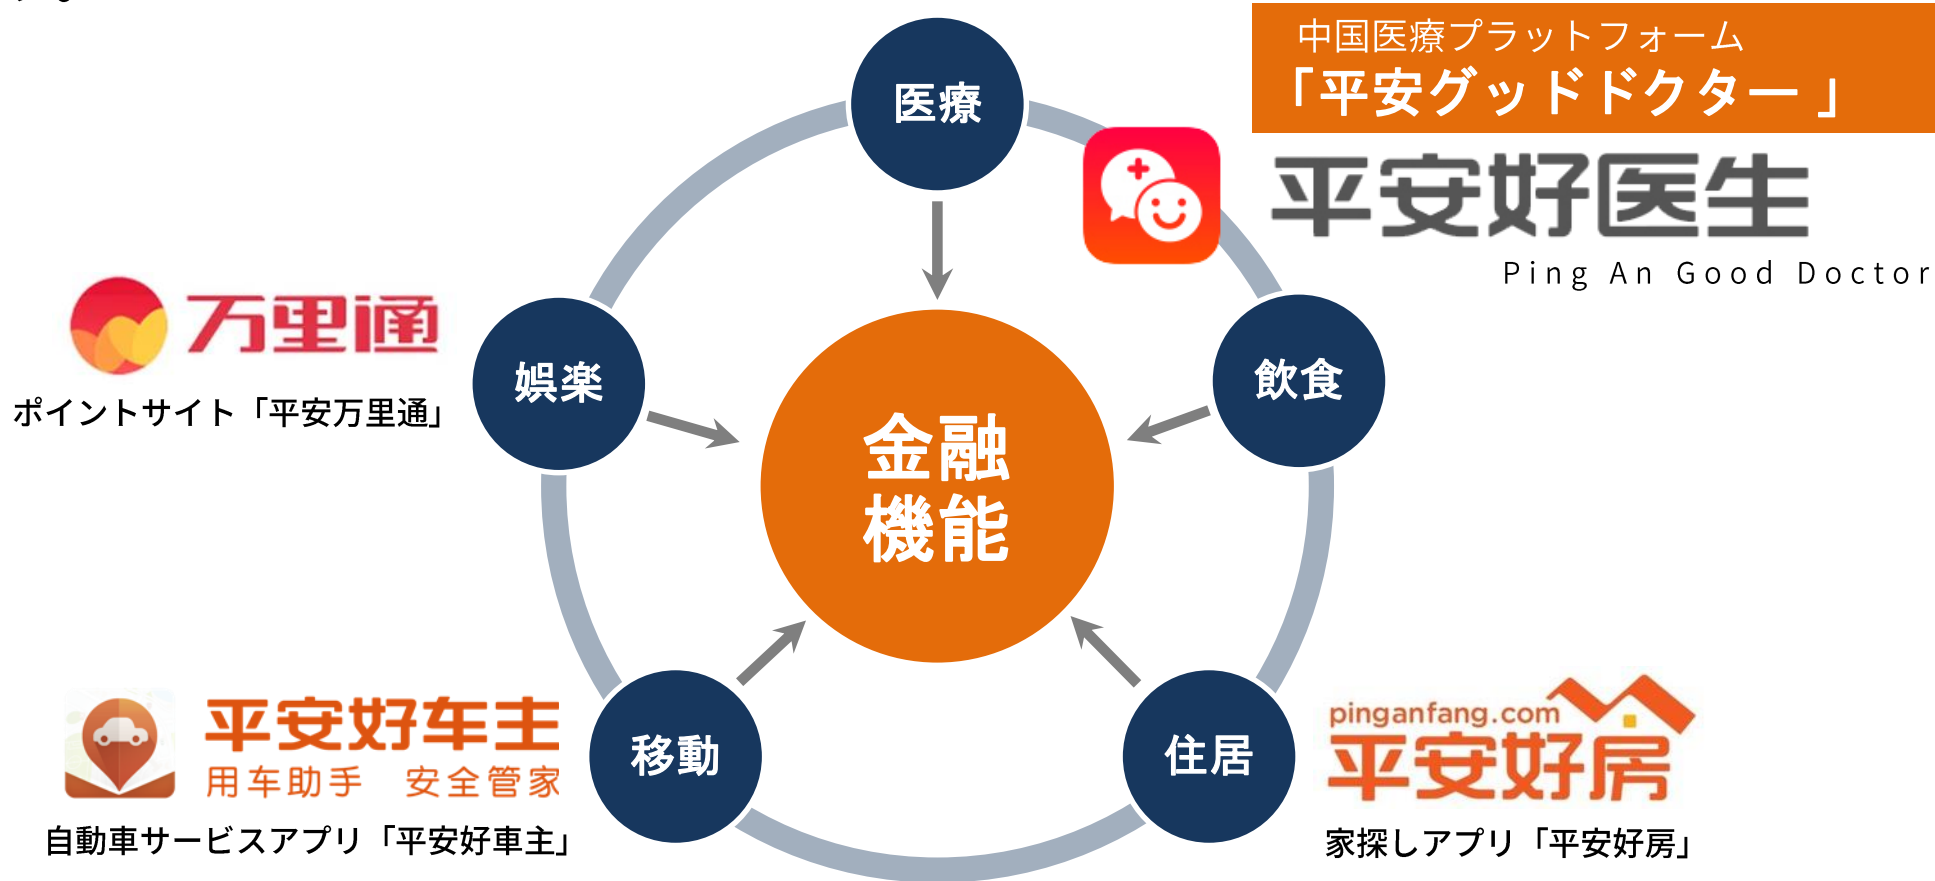 中国医療プラットフォーム
「平安グッドドクター 」
医療
平安好医生
Ping An Good Doctor
万里通
ポイントサイト「平安万里通」
娯楽
飲食
金融
機能
平安好车主
用车助手 安全管家
自動車サービスアプリ「平安好車主」
移動
住居
pinganfang.com
平安好房
家探しアプリ「平安好房」